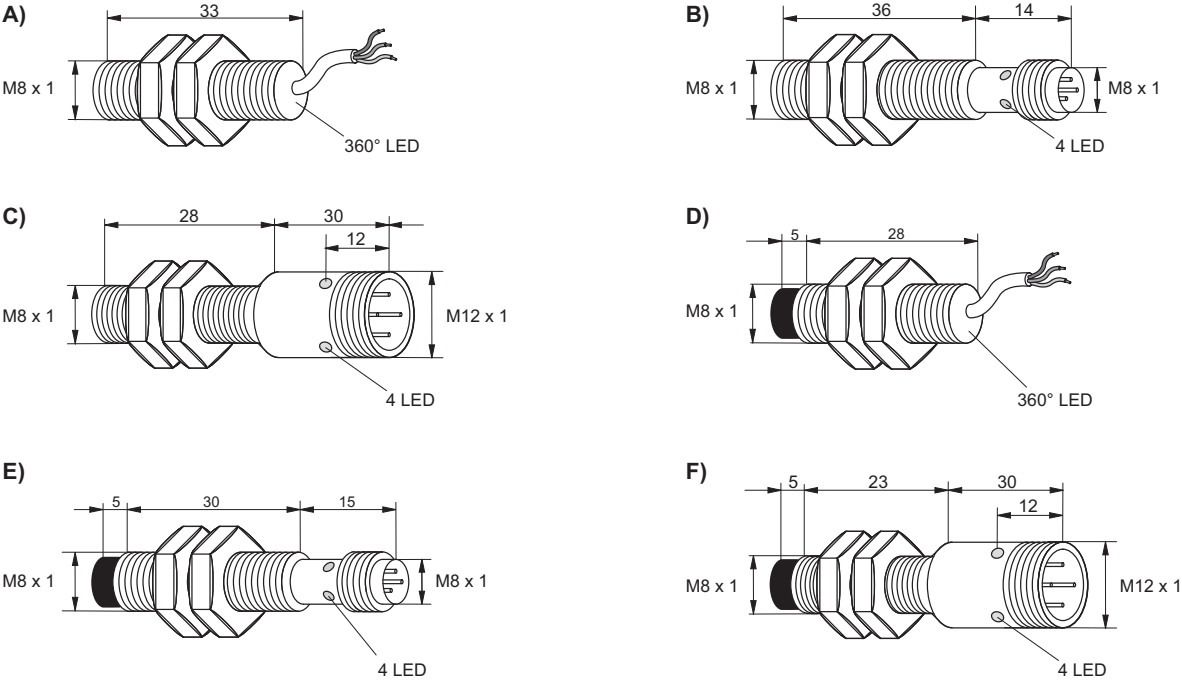 A)
33
M8 x 1
360° LED
B)
36
14
M8 x 1
M8 x 1
4 LED
C)
28
30
12
M8 x 1
M12 x 1
4 LED
D)
5
28
M8 x 1
360° LED
E)
5
30
15
M8 x 1
M8 x 1
4 LED
F)
5
23
30
12
M8 x 1
M12 x 1
4 LED